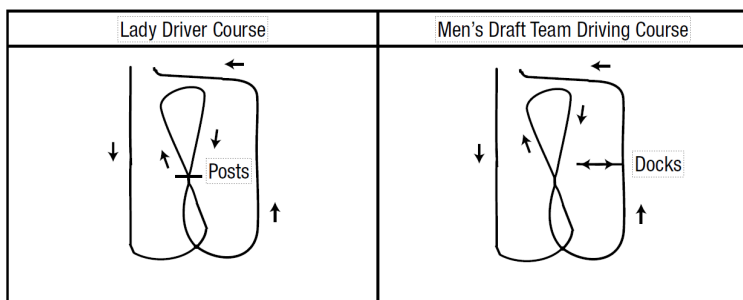 Lady Driver Course
Men's Draft Team Driving Course
Posts
Docks